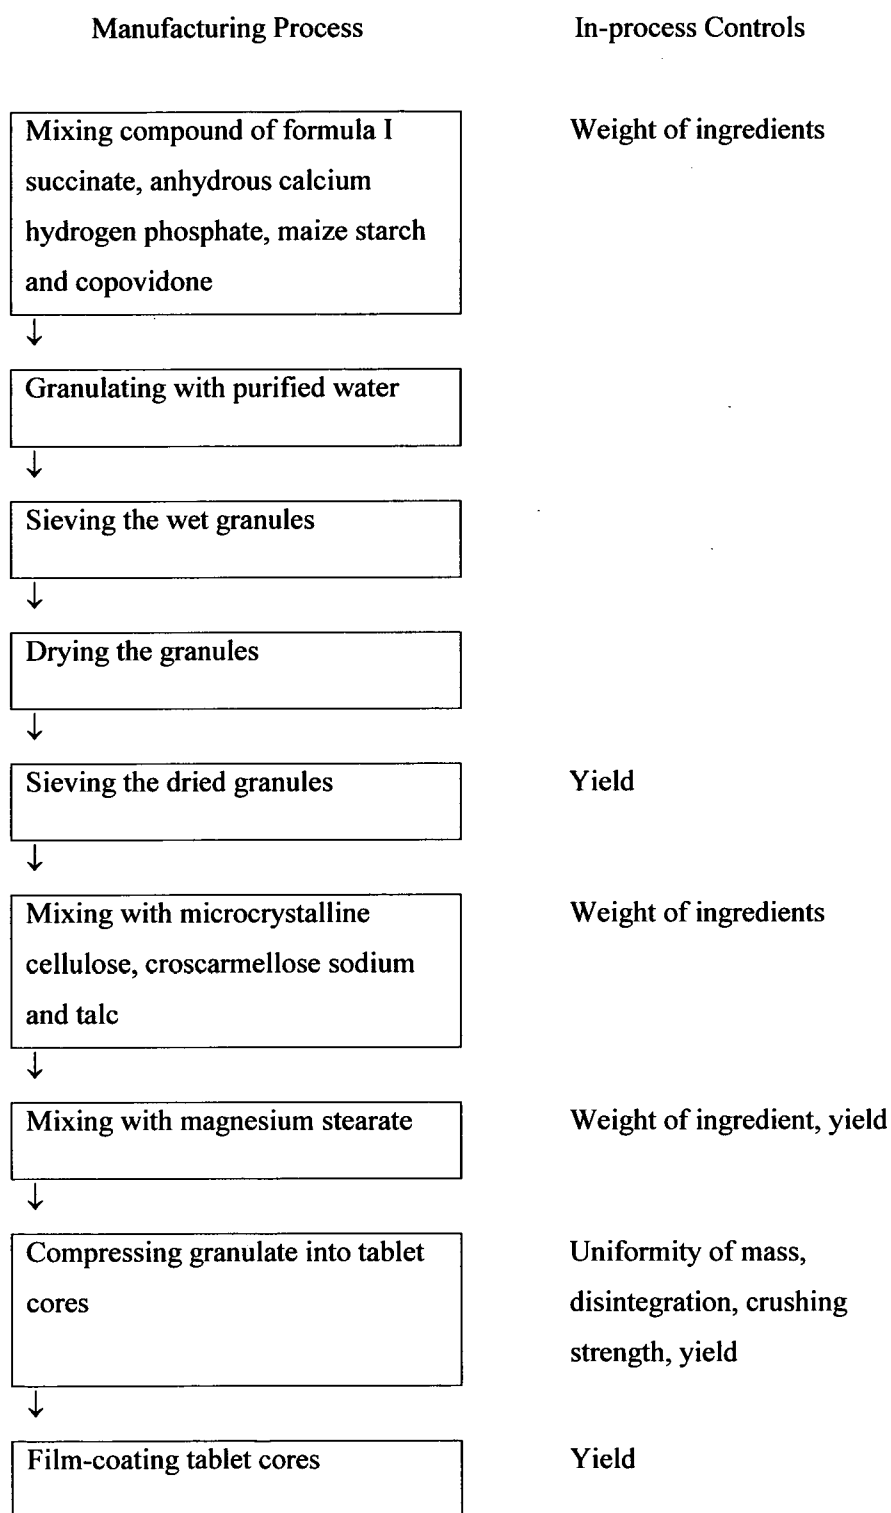 Manufacturing Process In-process Controls
Mixing compound of formula I Weight of ingredients
succinate, anhydrous calcium
hydrogen phosphate, maize starch
and copovidone
↓
Granulating with purified water
↓
Sieving the wet granules
↓
Drying the granules
↓
Sieving the dried granules Yield
↓
Mixing with microcrystalline Weight of ingredients
cellulose, croscarmellose sodium
and talc
↓
Mixing with magnesium stearate Weight of ingredient, yield
↓
Compressing granulate into tablet Uniformity of mass,
cores disintegration, crushing
strength, yield
↓
Film-coating tablet cores Yield